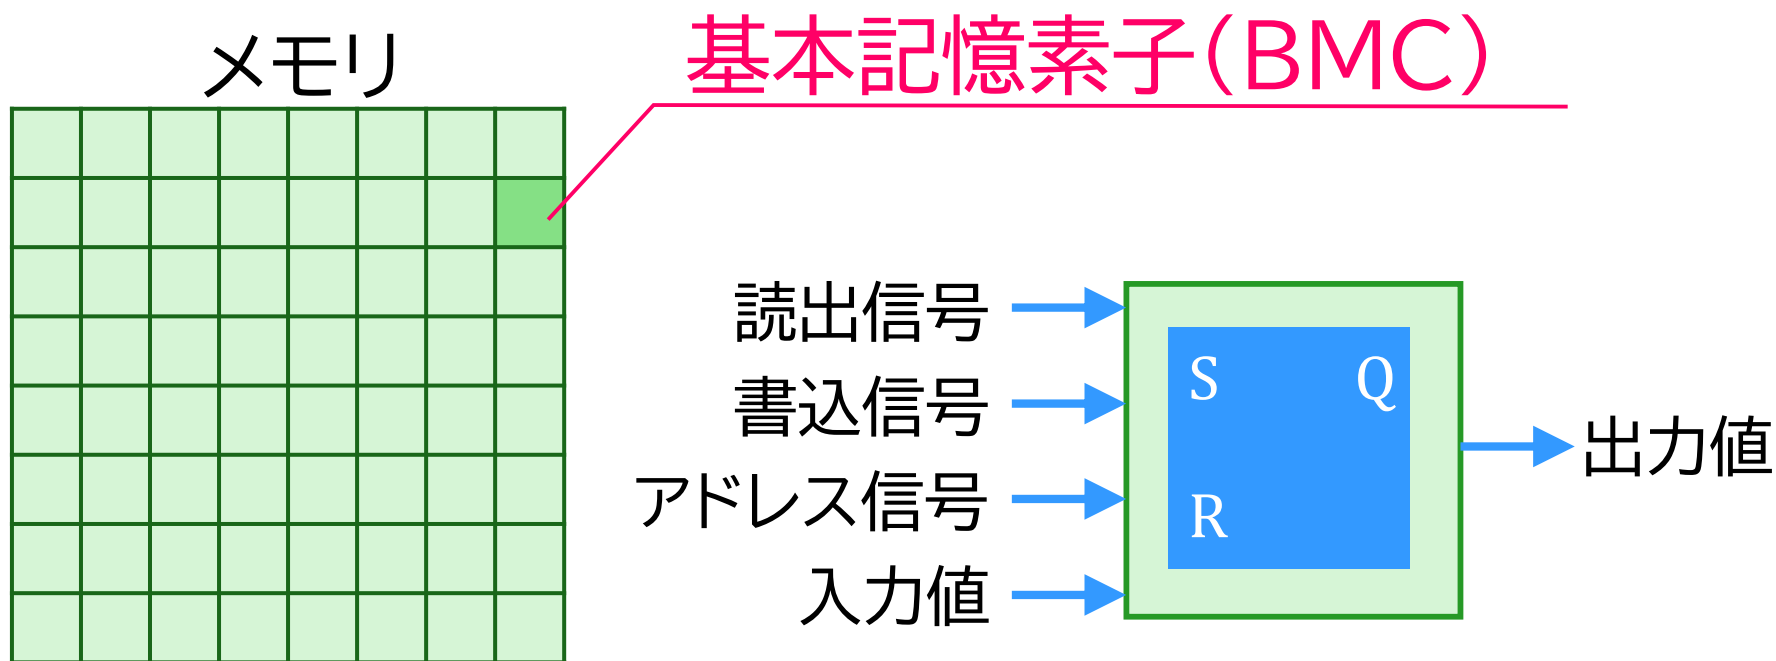 メモリ
基本記憶素子（BMC）
読出信号
書込信号
アドレス信号
入力値
S
Q
R
出力値